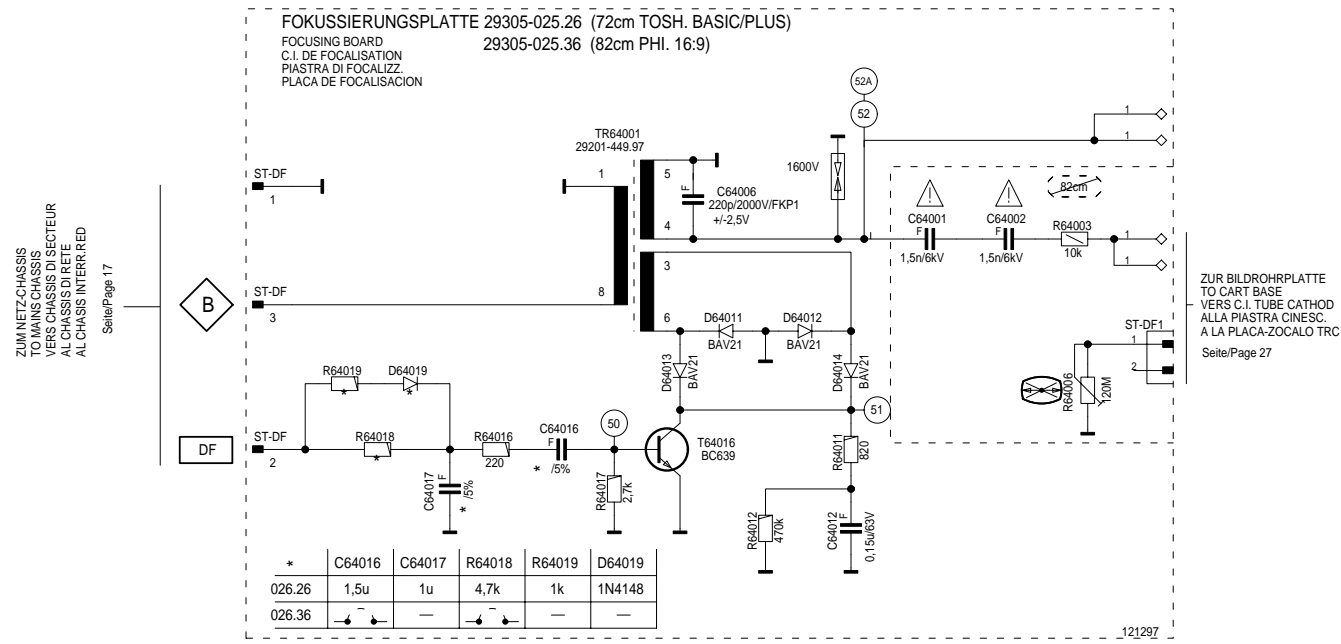 FOKUSSIERUNGSPLATTE 29305-025.26 (72cm TOSH. BASIC/PLUS)
FOCUSING BOARD 29305-025.36 (82cm PHI. 16:9)
C.I. DE FOCALISATION
PIASTRA DI FOCALIZZ.
PLACA DE FOCALISACION
ZUM NETZ-CHASSIS
TO MAINS CHASSIS
VERS CHASSIS DI SECTEUR
AL CHASSIS DI RETE
AL CHASIS INTERR.RED
Seite/Page 17
B
DF
ST-DF
1
ST-DF
3
ST-DF
2
TR64001
29201-449.97
1
8
5
4
3
6
F
C64006
220p/2000V/FKP1
+/-2,5V
1600V
52A
52
1
1
82cm
C64001
F
1,5n/6kV
C64002
F
1,5n/6kV
R64003
10k
1
1
1
ZUR BILDROHRPLATTE
TO CART BASE
VERS C.I. TUBE CATHOD
ALLA PIASTRA CINESC.
A LA PLACA-ZOCALO TRC
Seite/Page 27
ST-DF1
1
2
R64006
120M
D64011
BAV21
D64012
BAV21
D64013
BAV21
D64014
BAV21
51
R64019
*
D64019
*
R64018
*
R64016
220
C64016
F
* /5%
50
T64016
BC639
C64017
F
* /5%
R64017
2,7k
R64011
820
R64012
470k
C64012
F
0,15u/63V
* C64016 C64017 R64018 R64019 D64019
026.26 1,5u 1u 4,7k 1k 1N4148
026.36 — — —
121297